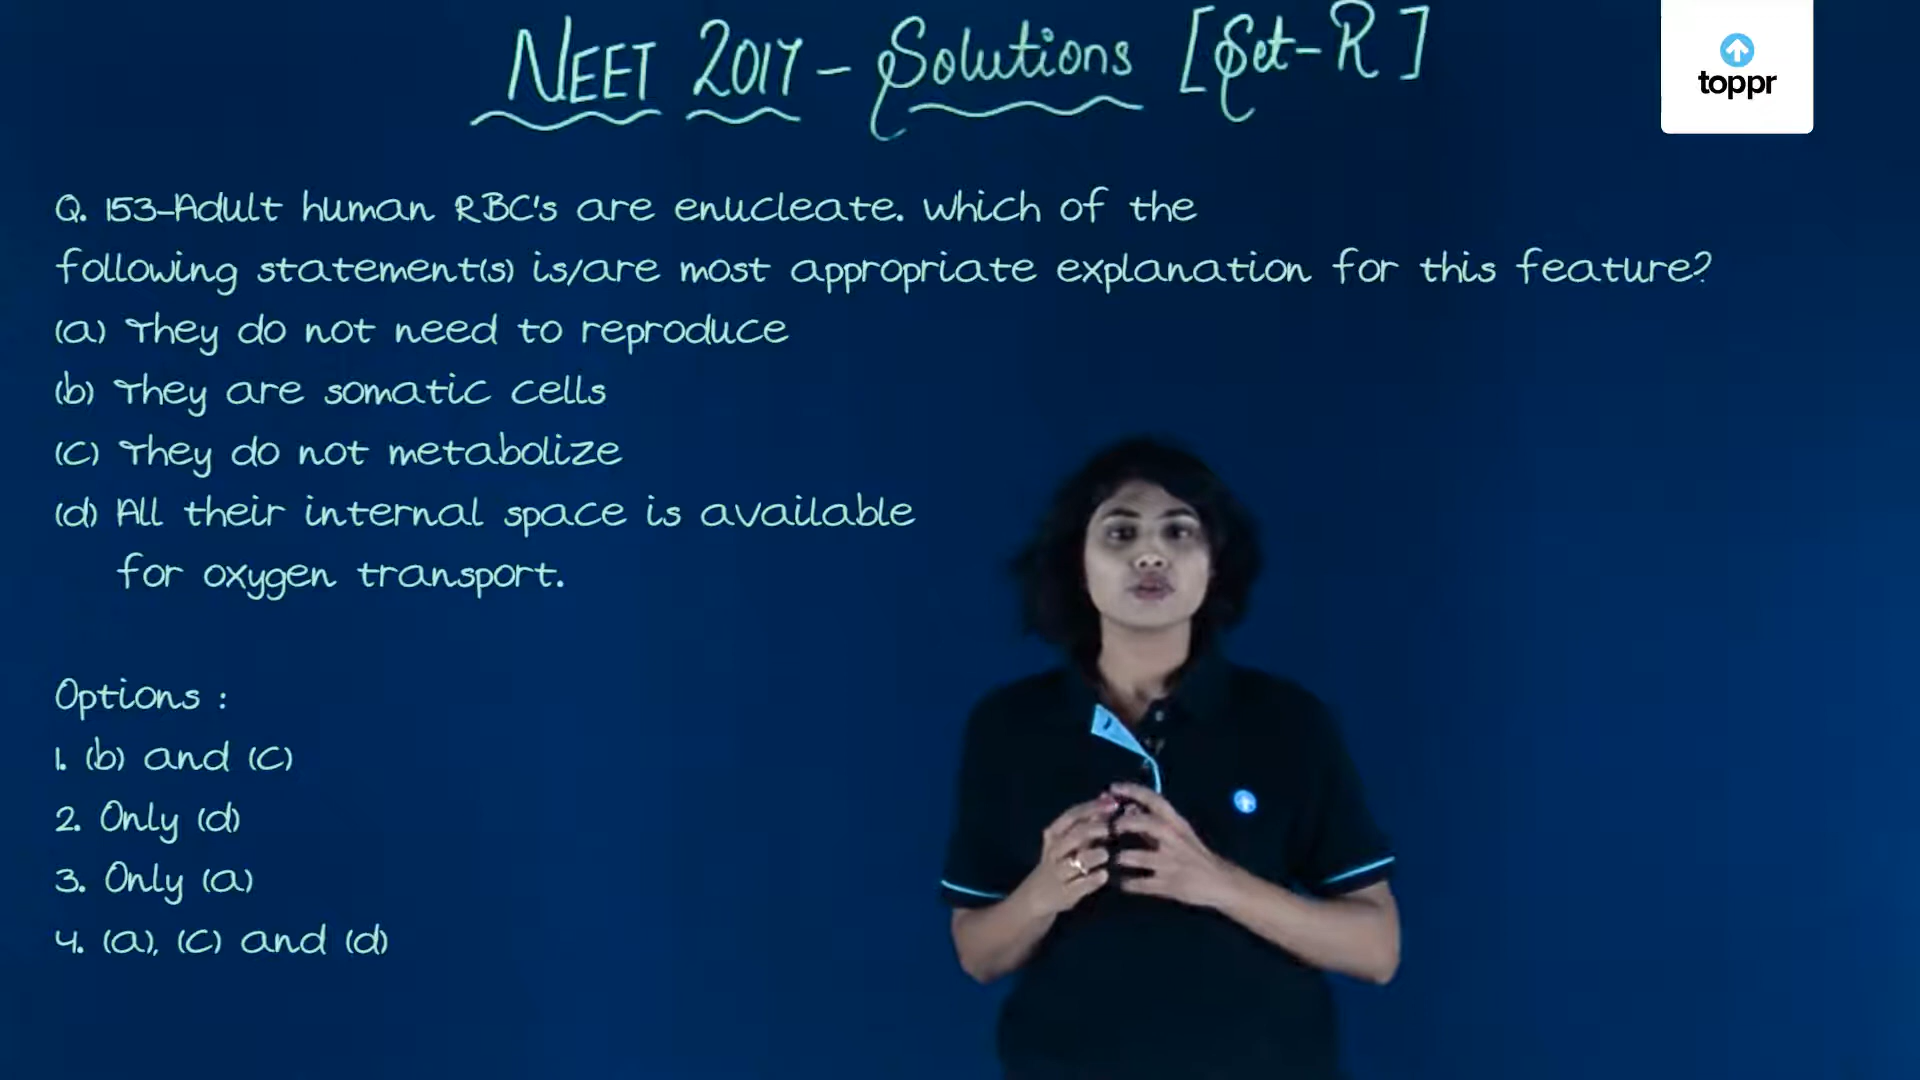 NEET 2017 - Solutions [Set-R]
toppr
Q. 153-Adult human RBC's are enucleate. Which of the
following statement(s) is/are most appropriate explanation for this feature?
(a) They do not need to reproduce
(b) They are somatic cells
(c) They do not metabolize
(d) All their internal space is available
for oxygen transport.
Options :
1. (b) and (c)
2. Only (d)
3. Only (a)
4. (a), (c) and (d)